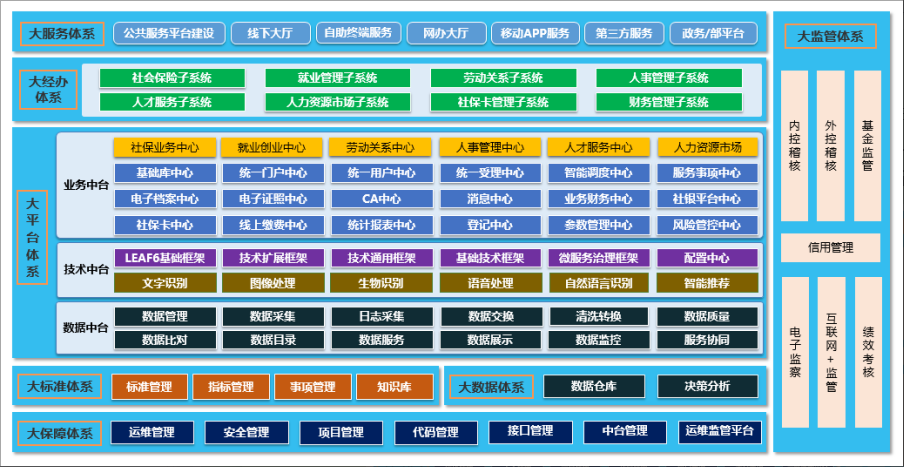 大服务体系
公共服务平台建设 线下大厅 自助终端服务 网办大厅 移动APP服务 第三方服务 政务/部平台
大经办
体系
社会保险子系统 就业管理子系统 劳动关系子系统 人事管理子系统
人才服务子系统 人力资源市场子系统 社保卡管理子系统 财务管理子系统
大平台体系
业务中台
社保业务中心 就业创业中心 劳动关系中心 人事管理中心 人才服务中心 人力资源市场
基础库中心 统一门户中心 统一用户中心 统一受理中心 智能调度中心 服务事项中心
电子档案中心 电子证照中心 CA中心 消息中心 业务财务中心 社银平台中心
社保卡中心 线上缴费中心 统计报表中心 登记中心 参数管理中心 风险管控中心
技术中台
LEAF6基础框架 技术扩展框架 技术通用框架 基础技术框架 微服务治理框架 配置中心
文字识别 图像处理 生物识别 语音处理 自然语言识别 智能推荐
数据中台
数据管理 数据采集 日志采集 数据交换 清洗转换 数据质量
数据比对 数据目录 数据服务 数据展示 数据监控 服务协同
大标准体系
标准管理 指标管理 事项管理 知识库
大数据体系
数据仓库 决策分析
大保障体系
运维管理 安全管理 项目管理 代码管理 接口管理 中台管理 运维监管平台
大监管体系
内控稽核
外控稽核
基金监管
信用管理
电子监察
互联网+监管
绩效考核